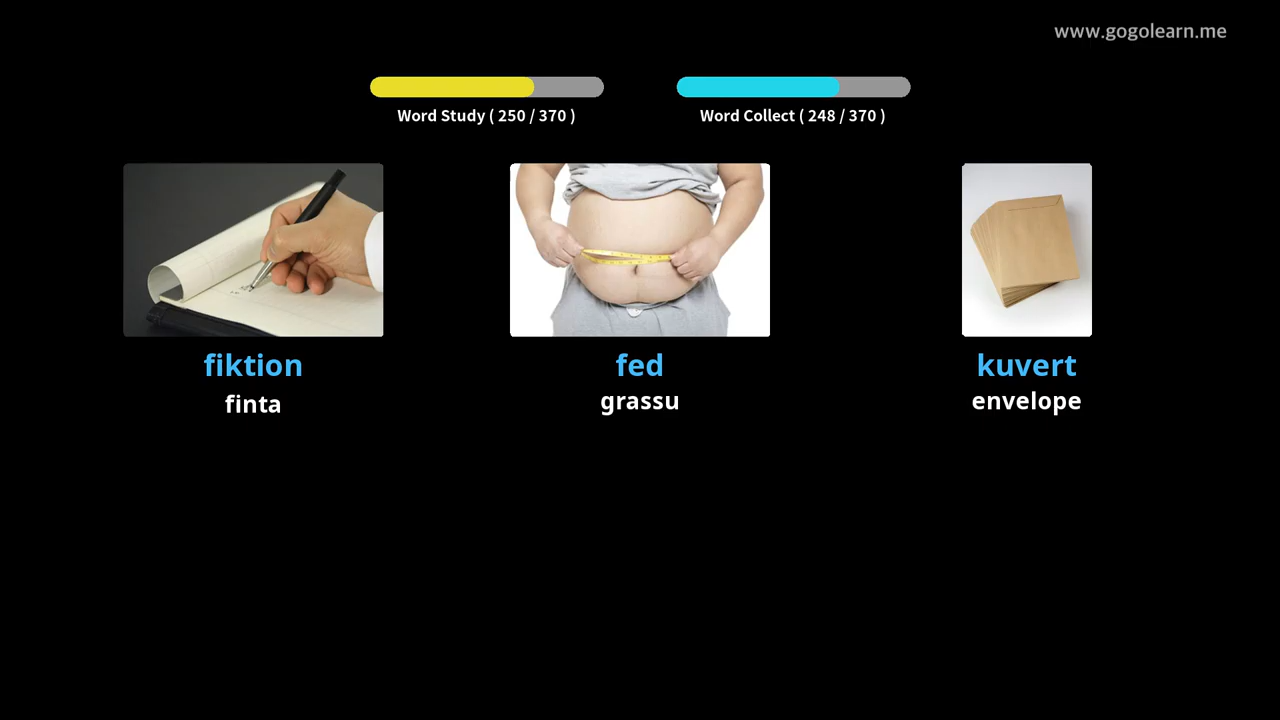 www.gogolearn.me
Word Study ( 250 / 370 )
Word Collect ( 248 / 370 )
fiktion
finta
fed
grassu
kuvert
envelope